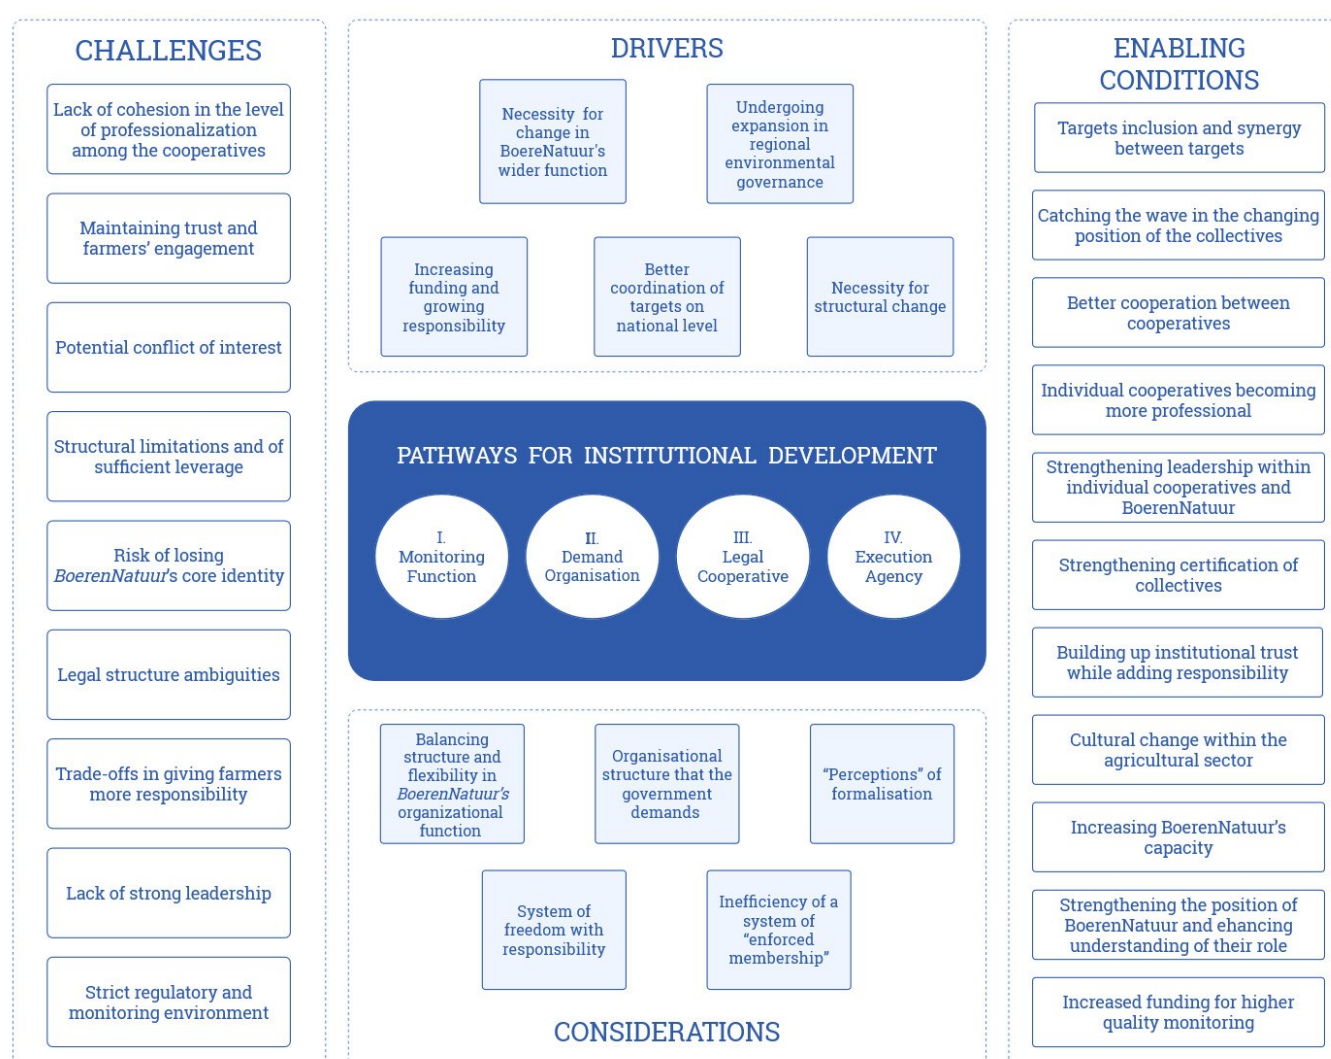 CHALLENGES
Lack of cohesion in the level
of professionalization
among the cooperatives
Maintaining trust and
farmers’ engagement
Potential conflict of interest
Structural limitations and of
sufficient leverage
Risk of losing
BoerenNatuur’s core identity
Legal structure ambiguities
Trade-offs in giving farmers
more responsibility
Lack of strong leadership
Strict regulatory and
monitoring environment
DRIVERS
Necessity for
change in
BoereNatuur's
wider function
Undergoing
expansion in
regional
environmental
governance
Increasing
funding and
growing
responsibility
Better
coordination of
targets on
national level
Necessity for
structural change
PATHWAYS FOR INSTITUTIONAL DEVELOPMENT
I.
Monitoring
Function
II.
Demand
Organisation
III.
Legal
Cooperative
IV.
Execution
Agency
Balancing
structure and
flexibility in
BoerenNatuur’s
organizational
function
Organisational
structure that the
government
demands
“Perceptions” of
formalisation
System of
freedom with
responsibility
Inefficiency of a
system of
“enforced
membership”
CONSIDERATIONS
ENABLING
CONDITIONS
Targets inclusion and synergy
between targets
Catching the wave in the changing
position of the collectives
Better cooperation between
cooperatives
Individual cooperatives becoming
more professional
Strengthening leadership within
individual cooperatives and
BoerenNatuur
Strengthening certification of
collectives
Building up institutional trust
while adding responsibility
Cultural change within the
agricultural sector
Increasing BoerenNatuur’s
capacity
Strengthening the position of
BoerenNatuur and ehancing
understanding of their role
Increased funding for higher
quality monitoring